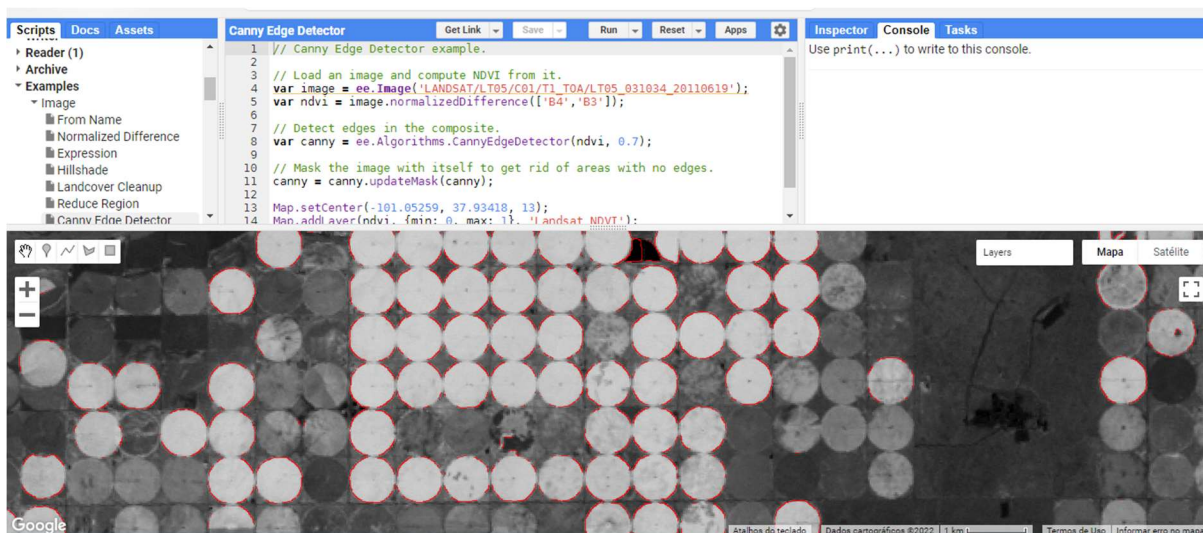 Scripts Docs Assets
Writer
Reader (1)
Archive
Examples
Image
From Name
Normalized Difference
Expression
Hillshade
Landcover Cleanup
Reduce Region
Canny Edge Detector
Canny Edge Detector Get Link Save Run Reset Apps
1 // Canny Edge Detector example.
2
3 // Load an image and compute NDVI from it.
4 var image = ee.Image('LANDSAT/LT05/C01/T1_TOA/LT05_031034_20110619');
5 var ndvi = image.normalizedDifference(['B4','B3']);
6
7 // Detect edges in the composite.
8 var canny = ee.Algorithms.CannyEdgeDetector(ndvi, 0.7);
9
10 // Mask the image with itself to get rid of areas with no edges.
11 canny = canny.updateMask(canny);
12
13 Map.setCenter(-101.05259, 37.93418, 13);
14 Map.addLayer(ndvi, {min: 0, max: 1}, 'Landsat NDVI');
Inspector Console Tasks
Use print(...) to write to this console.
Layers
Mapa Satélite
Google
Atalhos do teclado
Dados cartográficos ©2022
1 km
Termos de Uso
Informar erro no mapa